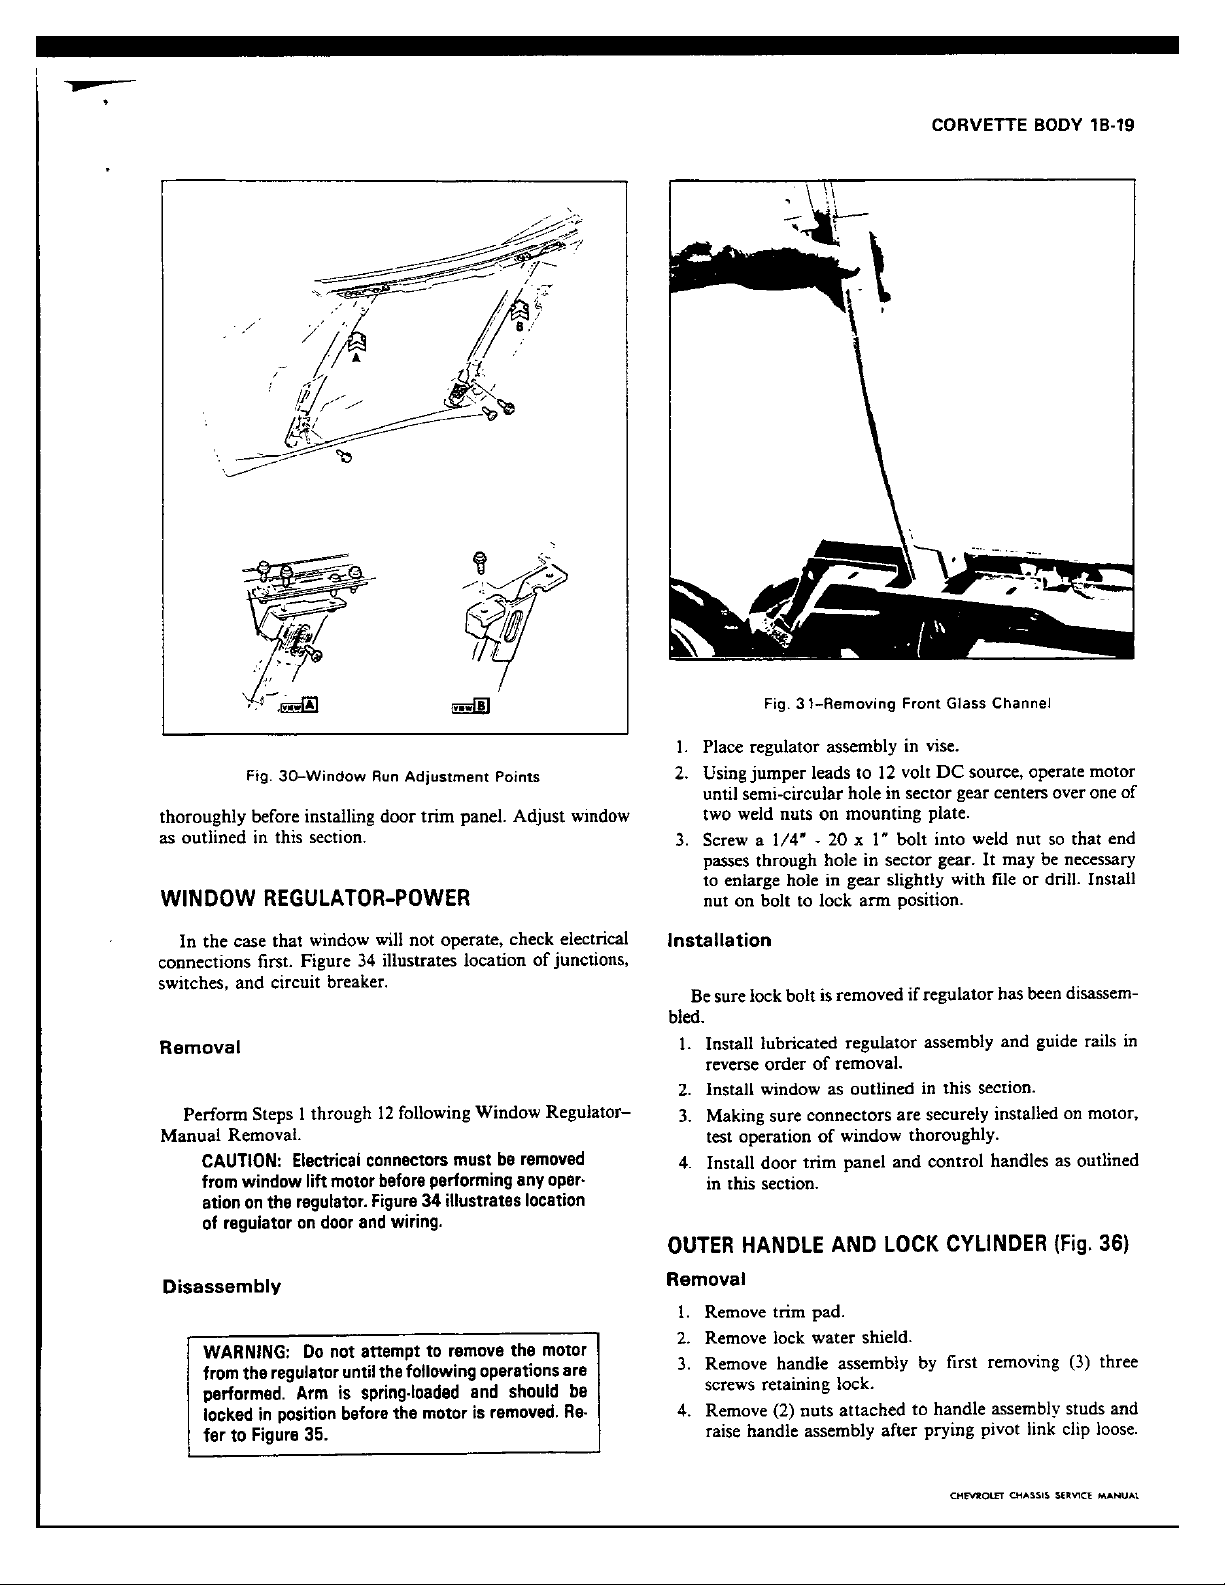 CORVETTE BODY 1B-19
A
B
VIEW A
VIEW B
Fig. 30–Window Run Adjustment Points
thoroughly before installing door trim panel. Adjust window
as outlined in this section.
WINDOW REGULATOR–POWER
In the case that window will not operate, check electrical
connections first. Figure 34 illustrates location of junctions,
switches, and circuit breaker.
Removal
Perform Steps 1 through 12 following Window Regulator–
Manual Removal.
CAUTION: Electrical connectors must be removed
from window lift motor before performing any oper-
ation on the regulator. Figure 34 illustrates location
of regulator on door and wiring.
Disassembly
WARNING: Do not attempt to remove the motor
from the regulator until the following operations are
performed. Arm is spring-loaded and should be
locked in position before the motor is removed. Re-
fer to Figure 35.
Fig. 31–Removing Front Glass Channel
1. Place regulator assembly in vise.
2. Using jumper leads to 12 volt DC source, operate motor
until semi-circular hole in sector gear centers over one of
two weld nuts on mounting plate.
3. Screw a 1/4" - 20 x 1" bolt into weld nut so that end
passes through hole in sector gear. It may be necessary
to enlarge hole in gear slightly with file or drill. Install
nut on bolt to lock arm position.
Installation
Be sure lock bolt is removed if regulator has been disassem-
bled.
1. Install lubricated regulator assembly and guide rails in
reverse order of removal.
2. Install window as outlined in this section.
3. Making sure connectors are securely installed on motor,
test operation of window thoroughly.
4. Install door trim panel and control handles as outlined
in this section.
OUTER HANDLE AND LOCK CYLINDER (Fig. 36)
Removal
1. Remove trim pad.
2. Remove lock water shield.
3. Remove handle assembly by first removing (3) three
screws retaining lock.
4. Remove (2) nuts attached to handle assembly studs and
raise handle assembly after prying pivot link clip loose.
CHEVROLET CHASSIS SERVICE MANUAL